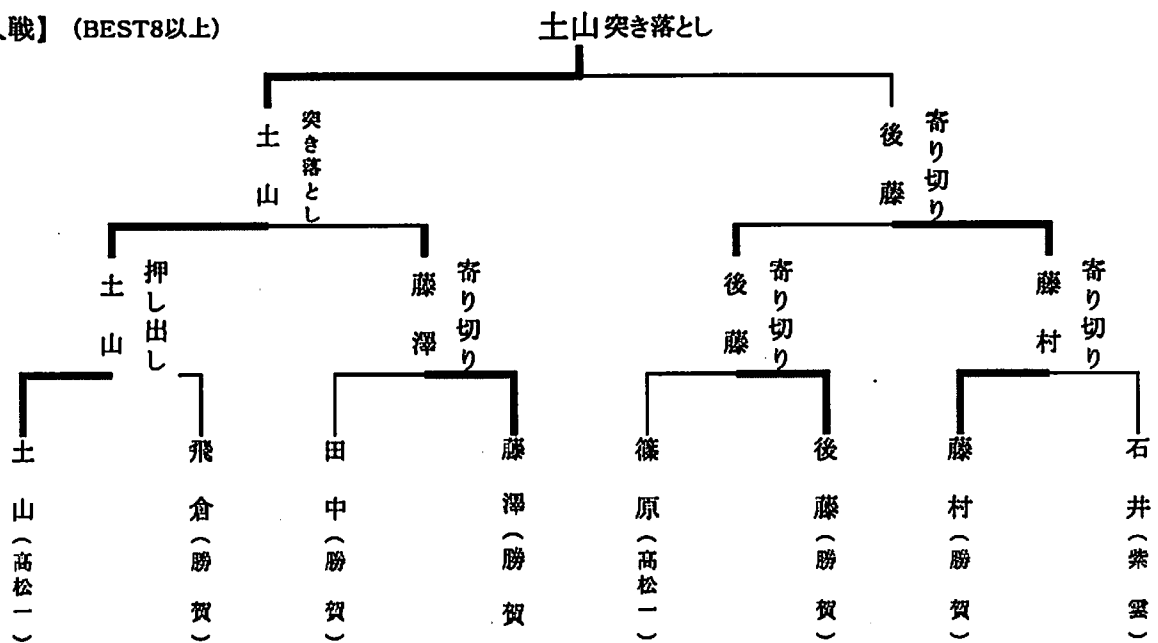 人戦】 (BEST8以上)
土山 突き落とし
土山 突き落とし
後藤 寄り切り
土山 押し出し
藤澤 寄り切り
後藤 寄り切り
藤村 寄り切り
土山(高松一)
飛倉(勝賀)
田中(勝賀)
藤澤(勝賀
篠原(高松一)
後藤(勝賀)
藤村(勝賀)
石井(紫雲)